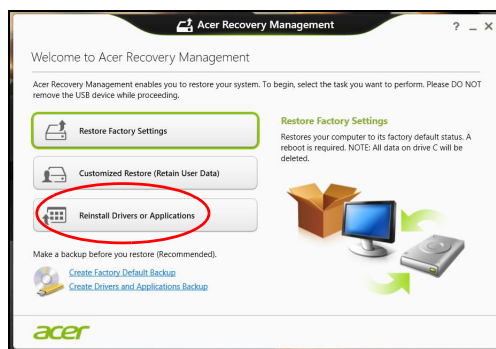 Acer Recovery Management
? _ X
Welcome to Acer Recovery Management
Acer Recovery Management enables you to restore your system. To begin, select the task you want to perform. Please DO NOT
remove the USB device while proceeding.
Restore Factory Settings
Customized Restore (Retain User Data)
Reinstall Drivers or Applications
Restore Factory Settings
Restores your computer to its factory default status. A
reboot is required. NOTE: All data on drive C will be
deleted.
Make a backup before you restore (Recommended).
Create Factory Default Backup
Create Drivers and Applications Backup
acer